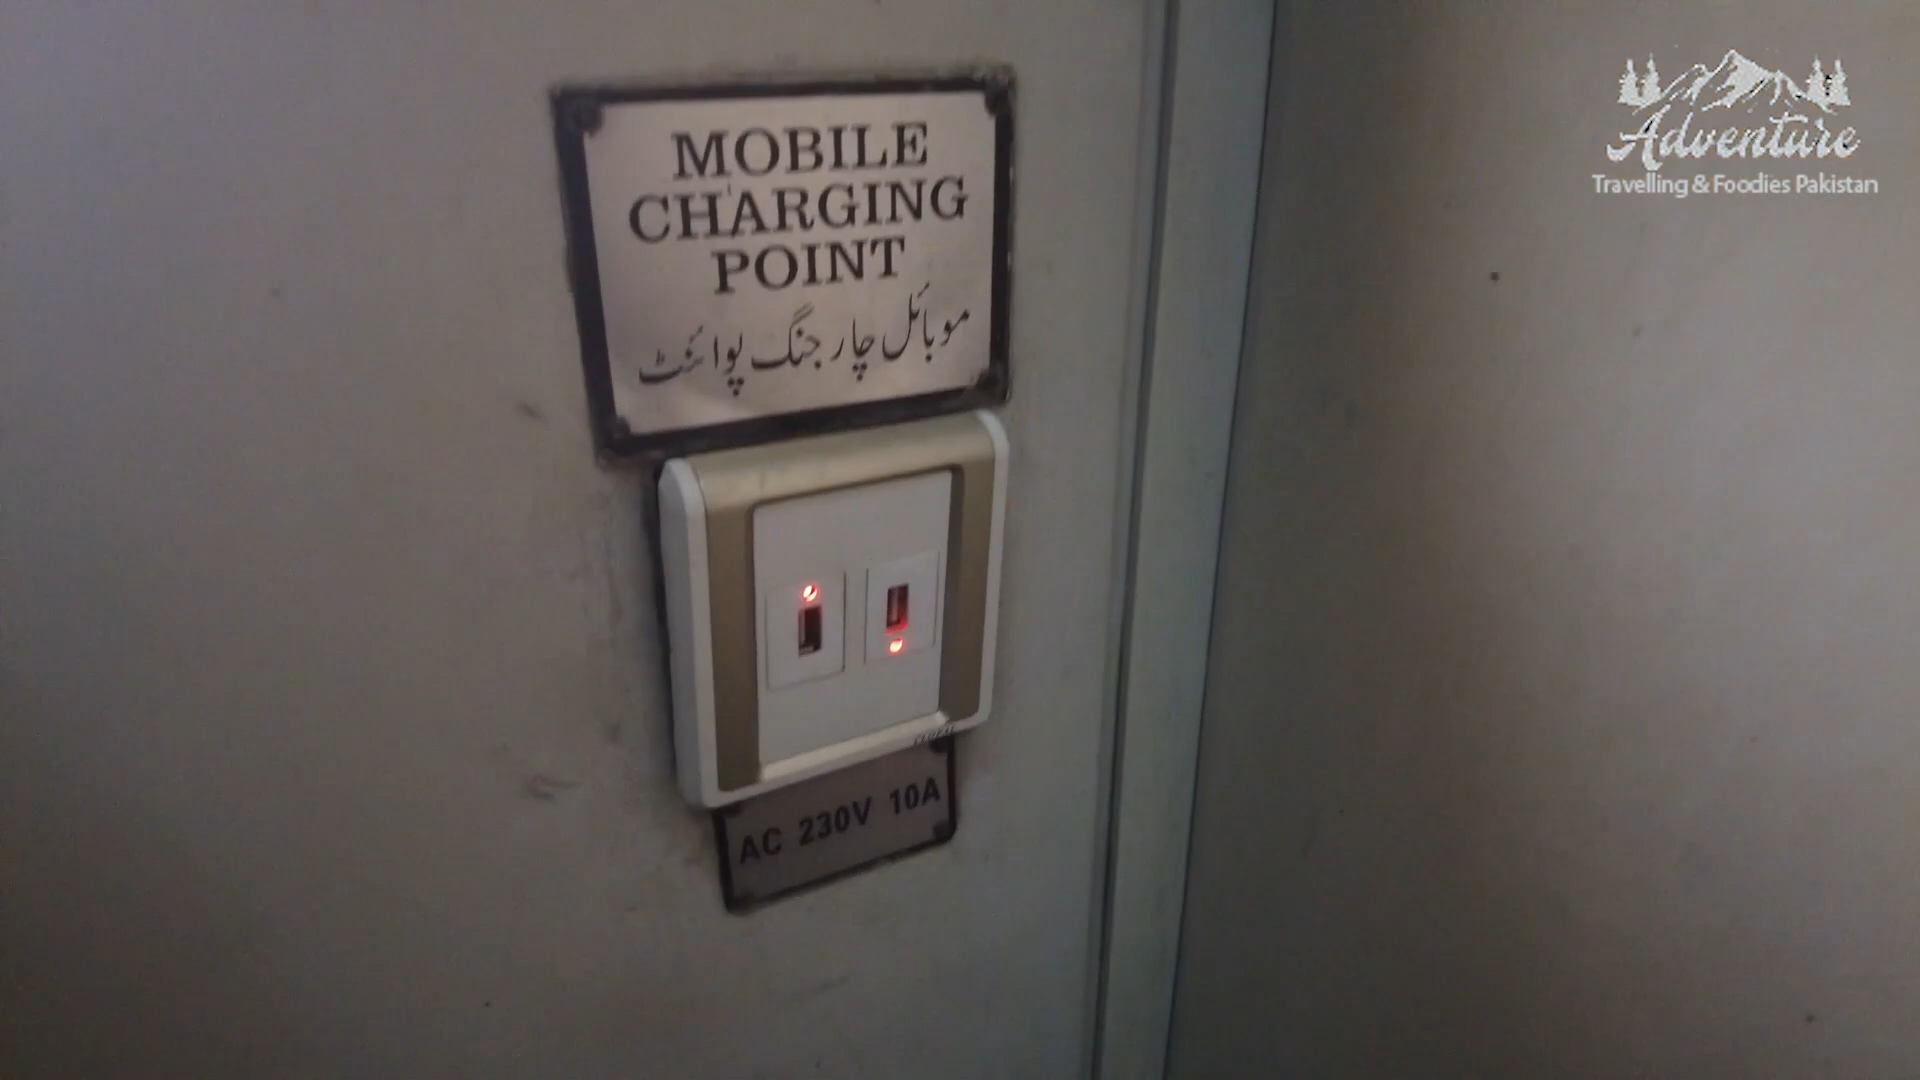 MOBILE
CHARGING
POINT
موبائل چارجنگ پوائنٹ
AC 230V 10A
Adventure
Travelling & Foodies Pakistan